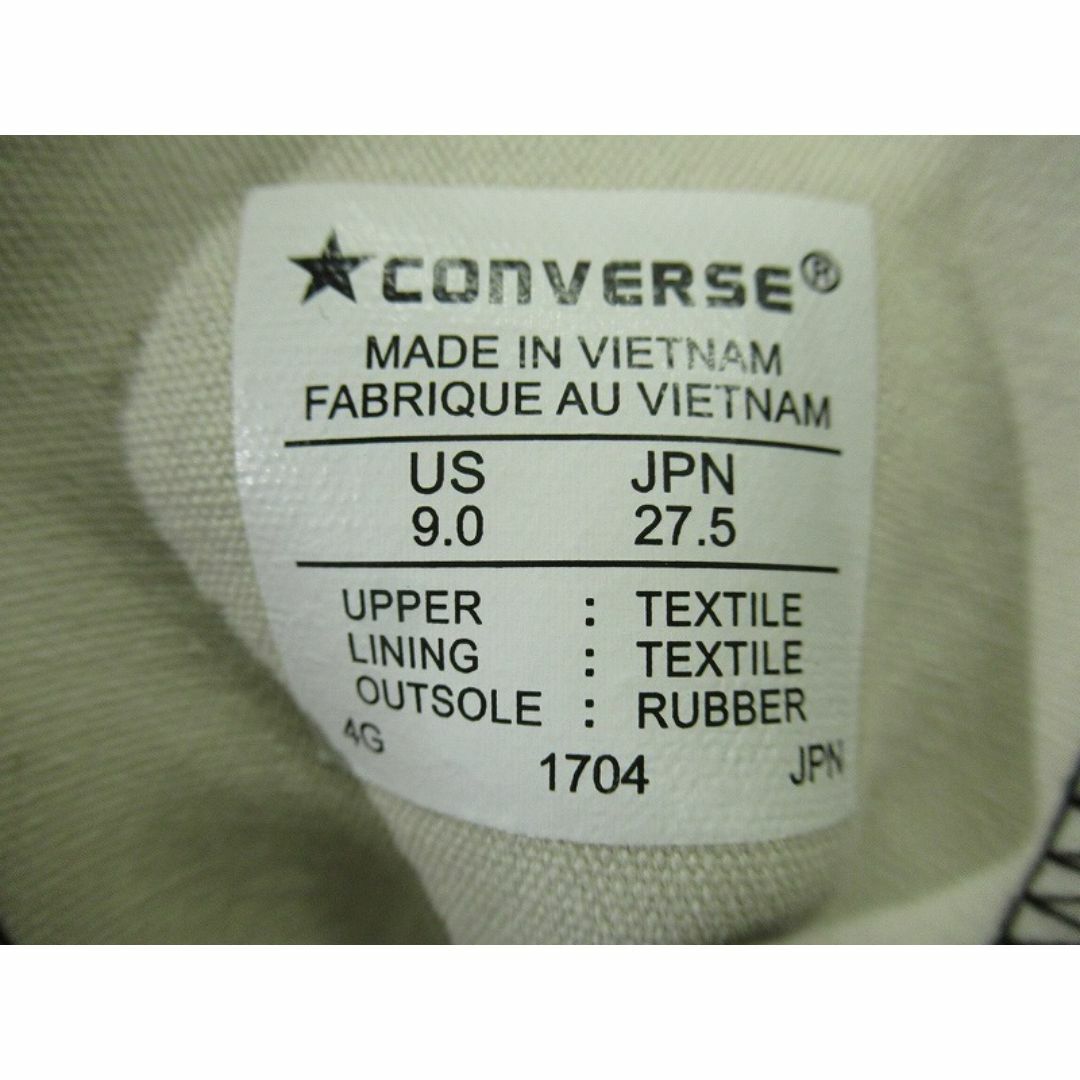 ★CONVERSE®
MADE IN VIETNAM
FABRIQUE AU VIETNAM
US JPN
9.0 27.5
UPPER : TEXTILE
LINING : TEXTILE
OUTSOLE : RUBBER
4G 1704 JPN